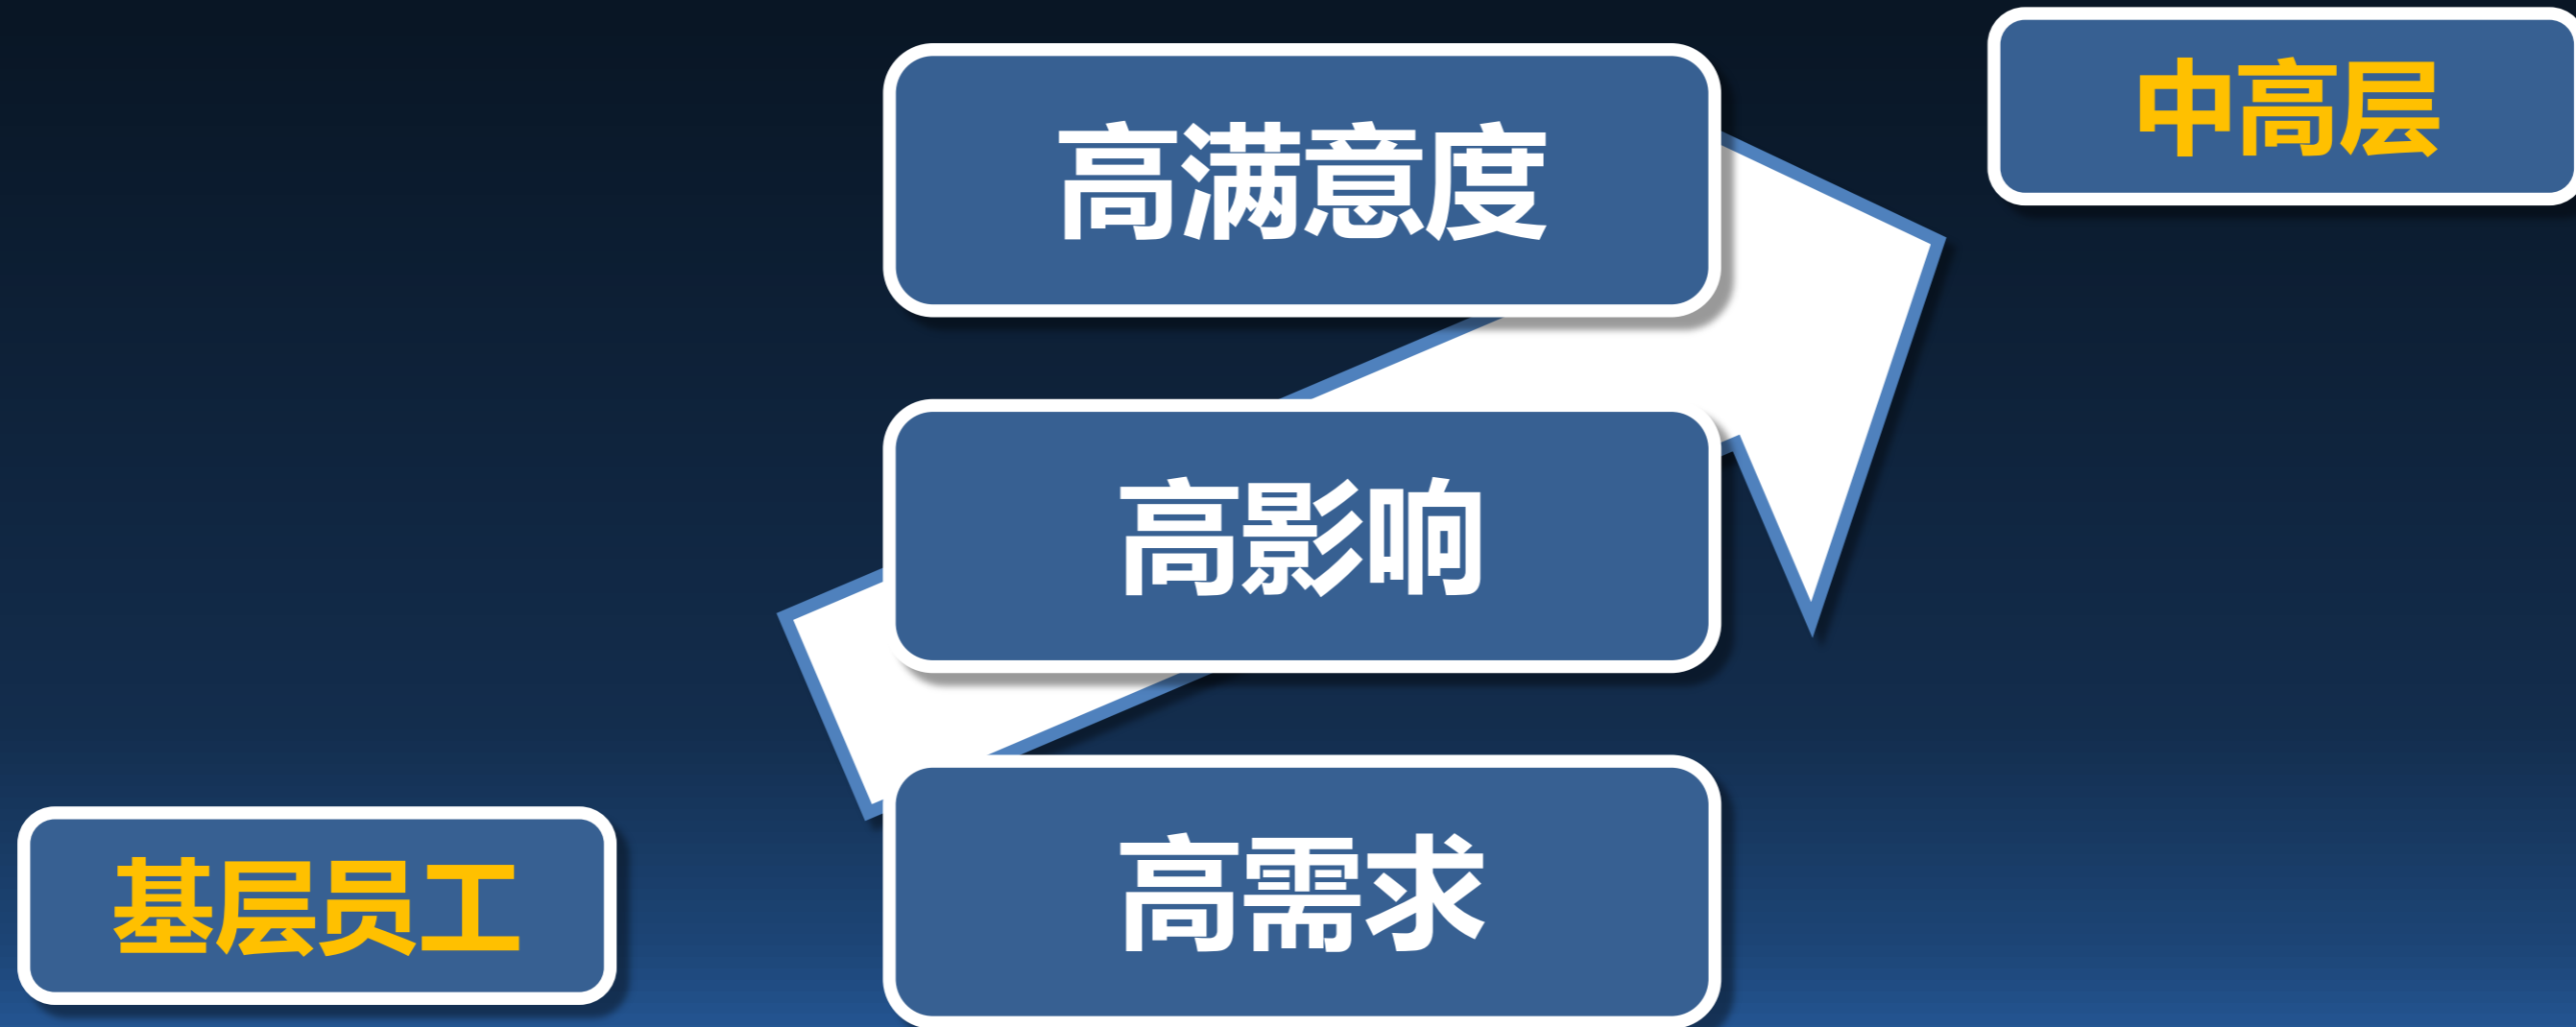 中高层
高满意度
高影响
高需求
基层员工